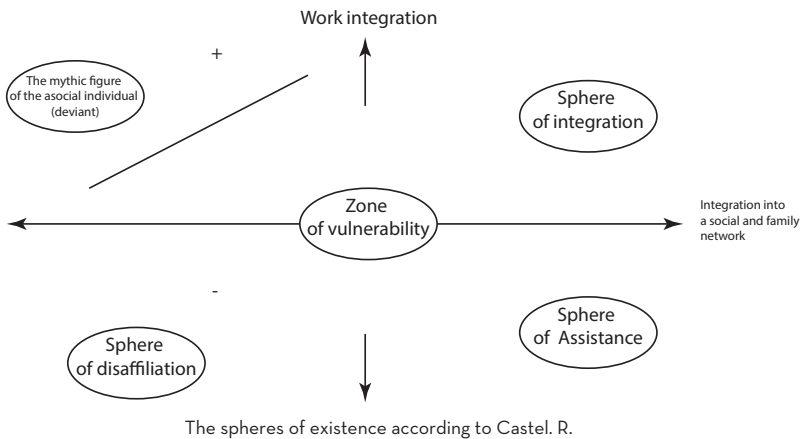 Work integration
+
The mythic figure
of the asocial individual
(deviant)
Sphere
of integration
Zone
of vulnerability
Integration into
a social and family
network
-
Sphere
of disaffiliation
Sphere
of Assistance
The spheres of existence according to Castel. R.